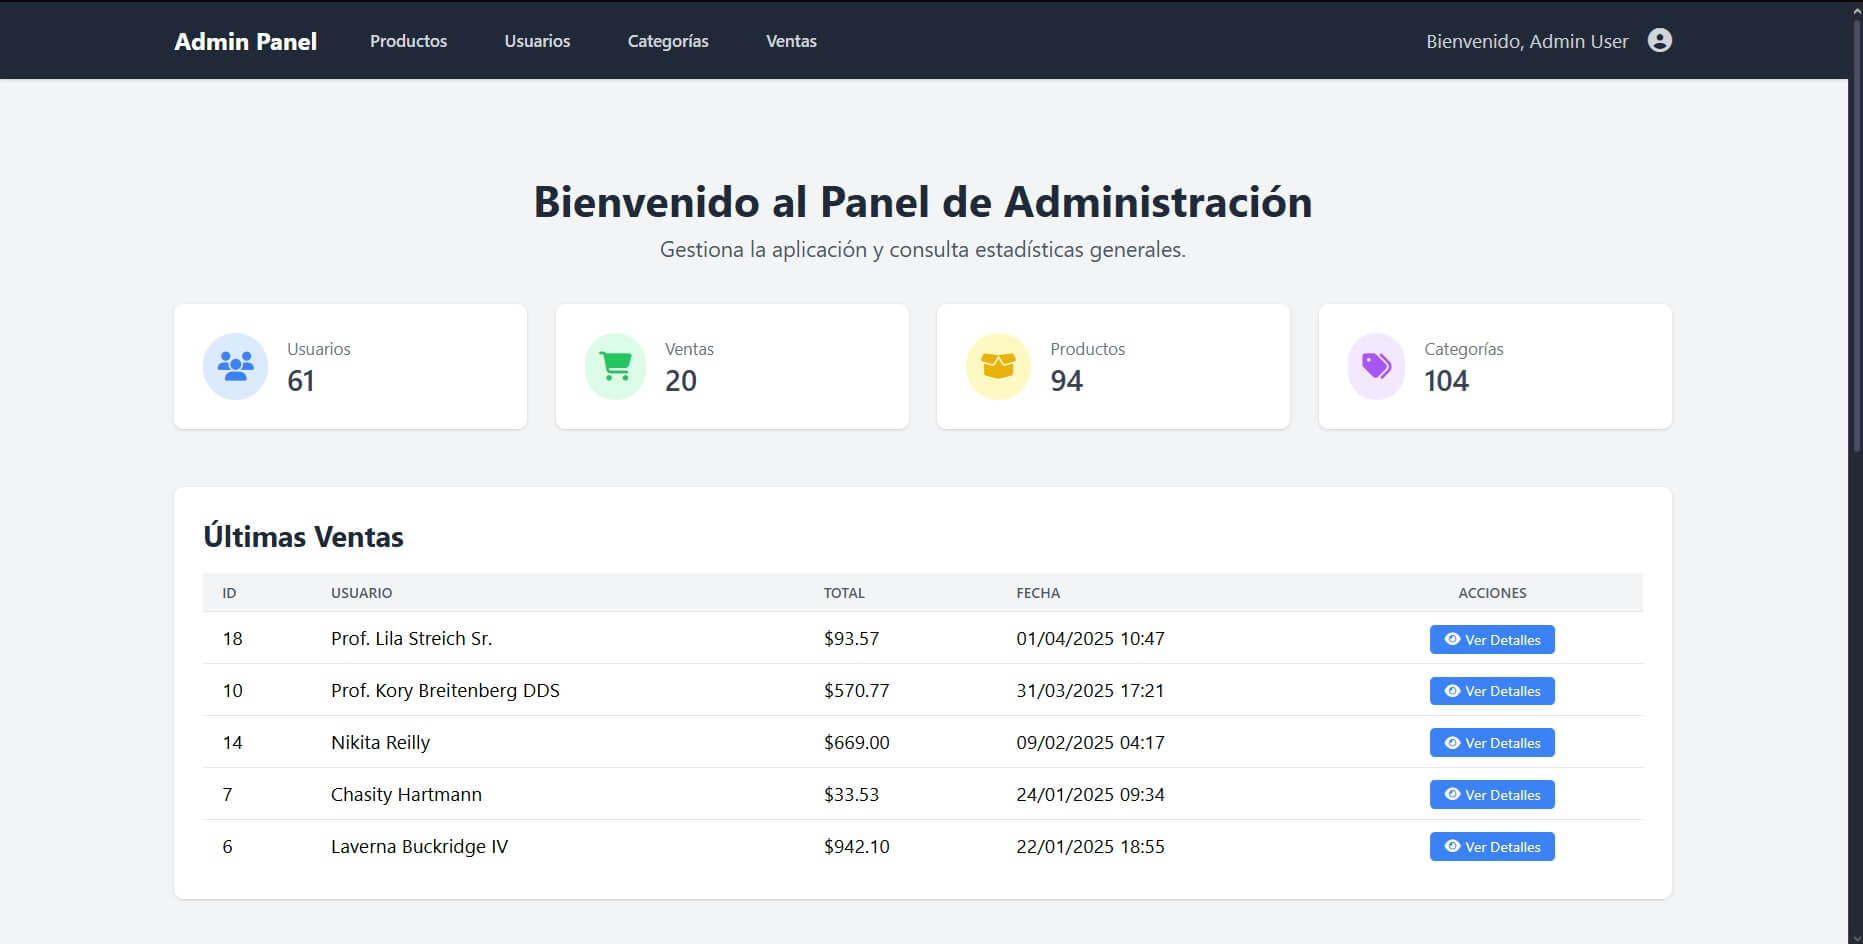 Admin Panel Productos Usuarios Categorías Ventas Bienvenido, Admin User
Bienvenido al Panel de Administración
Gestiona la aplicación y consulta estadísticas generales.
Usuarios
61
Ventas
20
Productos
94
Categorías
104
Últimas Ventas
ID USUARIO TOTAL FECHA ACCIONES
18 Prof. Lila Streich Sr. $93.57 01/04/2025 10:47 Ver Detalles
10 Prof. Kory Breitenberg DDS $570.77 31/03/2025 17:21 Ver Detalles
14 Nikita Reilly $669.00 09/02/2025 04:17 Ver Detalles
7 Chasity Hartmann $33.53 24/01/2025 09:34 Ver Detalles
6 Laverna Buckridge IV $942.10 22/01/2025 18:55 Ver Detalles